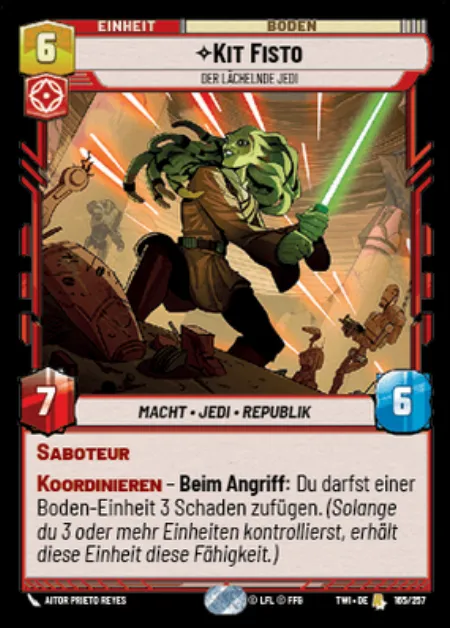 EINHEIT
BODEN
6
✧KIT FISTO
DER LÄCHELNDE JEDI
7
6
MACHT • JEDI • REPUBLIK
SABOTEUR
KOORDINIEREN – Beim Angriff: Du darfst einer
Boden-Einheit 3 Schaden zufügen. (Solange
du 3 oder mehr Einheiten kontrollierst, erhält
diese Einheit diese Fähigkeit.)
AITOR PRIETO REYES
© LFL © FFG
TWI • DE
165/257